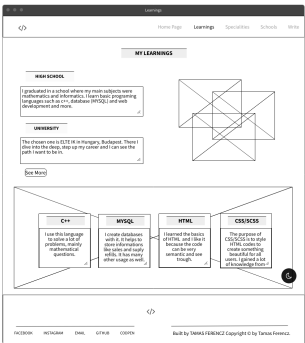 Learnings
</>
Home Page Learnings Specialities Schools Write
MY LEARNINGS
HIGH SCHOOL
I graduated in a school where my main subjects were
mathematics and informatics. I learn basic programing
languages such as c++, database (MYSQL) and web
development and more.
UNIVERSITY
The chosen one is ELTE IK in Hungary, Budapest. There I
dive into the deep, step up my career and I can see the
path I want to be in.
See More
C++
I use this language
to solve a lot of
problems, mainly
mathematical
questions.
MYSQL
I create databases
with it. It helps to
store informations
like sales and suply
refills. It has many
other usage as well.
HTML
I learned the basics
of HTML and I like it
because the code
can be very
semantic and see
trough.
CSS/SCSS
The purpose of
CSS/SCSS is to style
HTML codes to
create something
beautiful for all
users. I gained a lot
of knowledge from
</>
FACEBOOK INSTAGRAM EMAIL GITHUB CODPEN
Built by TAMAS FERENCZ Copyright © by Tamas Ferencz.